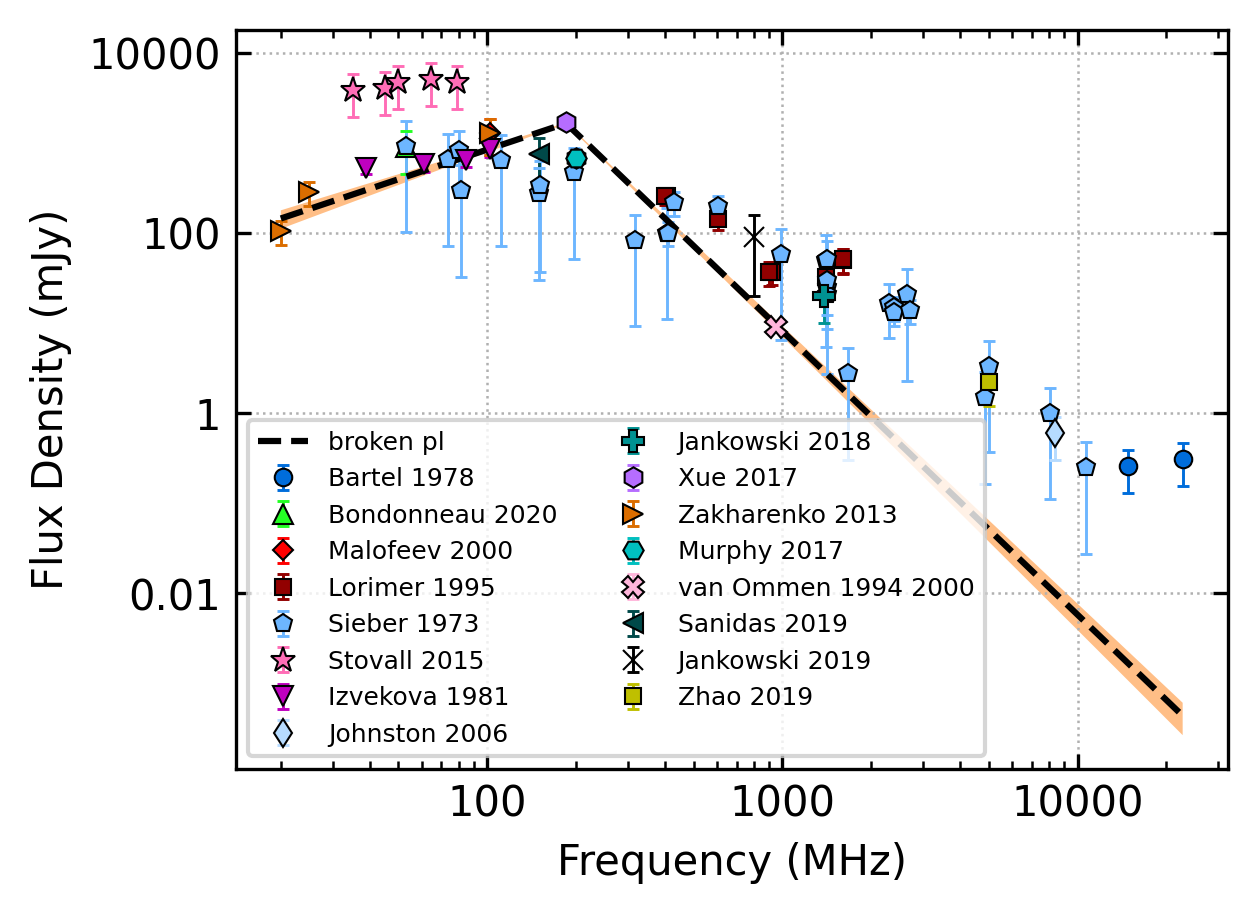 10000
100
1
0.01
Flux Density (mJy)
broken pl
Bartel 1978
Bondonneau 2020
Malofeev 2000
Lorimer 1995
Sieber 1973
Stovall 2015
Izvekova 1981
Johnston 2006
Jankowski 2018
Xue 2017
Zakharenko 2013
Murphy 2017
van Ommen 1994 2000
Sanidas 2019
Jankowski 2019
Zhao 2019
100 1000 10000
Frequency (MHz)